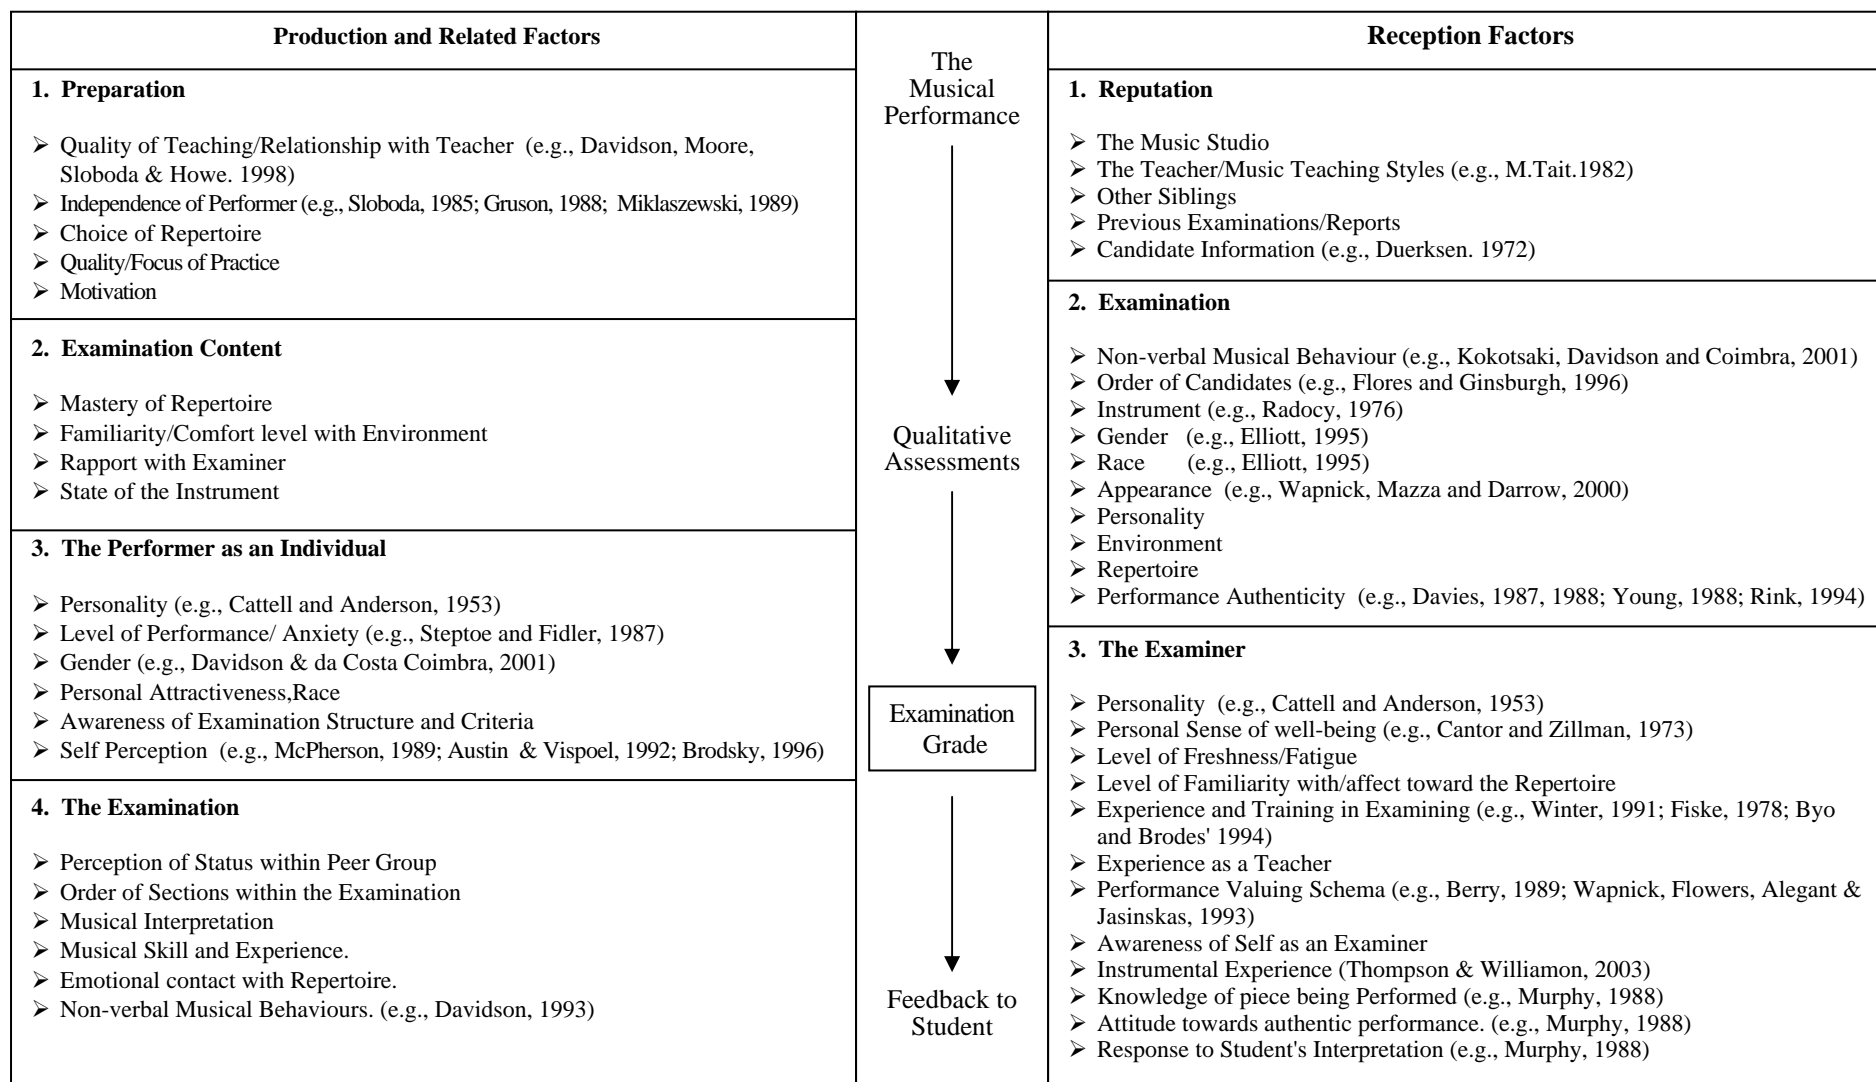 Production and Related Factors
1. Preparation
➢ Quality of Teaching/Relationship with Teacher (e.g., Davidson, Moore,
Sloboda & Howe. 1998)
➢ Independence of Performer (e.g., Sloboda, 1985; Gruson, 1988; Miklaszewski, 1989)
➢ Choice of Repertoire
➢ Quality/Focus of Practice
➢ Motivation
2. Examination Content
➢ Mastery of Repertoire
➢ Familiarity/Comfort level with Environment
➢ Rapport with Examiner
➢ State of the Instrument
3. The Performer as an Individual
➢ Personality (e.g., Cattell and Anderson, 1953)
➢ Level of Performance/ Anxiety (e.g., Steptoe and Fidler, 1987)
➢ Gender (e.g., Davidson & da Costa Coimbra, 2001)
➢ Personal Attractiveness,Race
➢ Awareness of Examination Structure and Criteria
➢ Self Perception (e.g., McPherson, 1989; Austin & Vispoel, 1992; Brodsky, 1996)
4. The Examination
➢ Perception of Status within Peer Group
➢ Order of Sections within the Examination
➢ Musical Interpretation
➢ Musical Skill and Experience.
➢ Emotional contact with Repertoire.
➢ Non-verbal Musical Behaviours. (e.g., Davidson, 1993)
The
Musical
Performance
Qualitative
Assessments
Examination
Grade
Feedback to
Student
Reception Factors
1. Reputation
➢ The Music Studio
➢ The Teacher/Music Teaching Styles (e.g., M.Tait.1982)
➢ Other Siblings
➢ Previous Examinations/Reports
➢ Candidate Information (e.g., Duerksen. 1972)
2. Examination
➢ Non-verbal Musical Behaviour (e.g., Kokotsaki, Davidson and Coimbra, 2001)
➢ Order of Candidates (e.g., Flores and Ginsburgh, 1996)
➢ Instrument (e.g., Radocy, 1976)
➢ Gender (e.g., Elliott, 1995)
➢ Race (e.g., Elliott, 1995)
➢ Appearance (e.g., Wapnick, Mazza and Darrow, 2000)
➢ Personality
➢ Environment
➢ Repertoire
➢ Performance Authenticity (e.g., Davies, 1987, 1988; Young, 1988; Rink, 1994)
3. The Examiner
➢ Personality (e.g., Cattell and Anderson, 1953)
➢ Personal Sense of well-being (e.g., Cantor and Zillman, 1973)
➢ Level of Freshness/Fatigue
➢ Level of Familiarity with/affect toward the Repertoire
➢ Experience and Training in Examining (e.g., Winter, 1991; Fiske, 1978; Byo
and Brodes' 1994)
➢ Experience as a Teacher
➢ Performance Valuing Schema (e.g., Berry, 1989; Wapnick, Flowers, Alegant &
Jasinskas, 1993)
➢ Awareness of Self as an Examiner
➢ Instrumental Experience (Thompson & Williamon, 2003)
➢ Knowledge of piece being Performed (e.g., Murphy, 1988)
➢ Attitude towards authentic performance. (e.g., Murphy, 1988)
➢ Response to Student's Interpretation (e.g., Murphy, 1988)